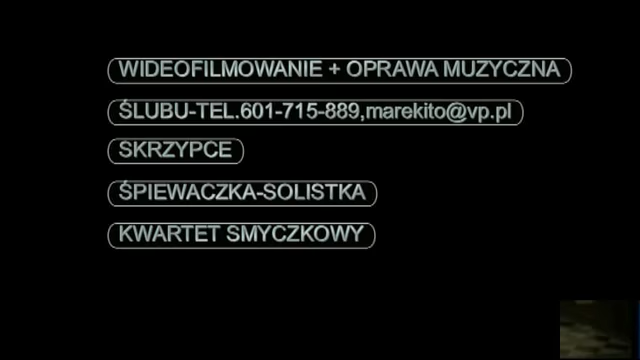 WIDEOFILMOWANIE + OPRAWA MUZYCZNA
ŚLUBU-TEL.601-715-889,marekito@vp.pl
SKRZYPCE
ŚPIEWACZKA-SOLISTKA
KWARTET SMYCZKOWY